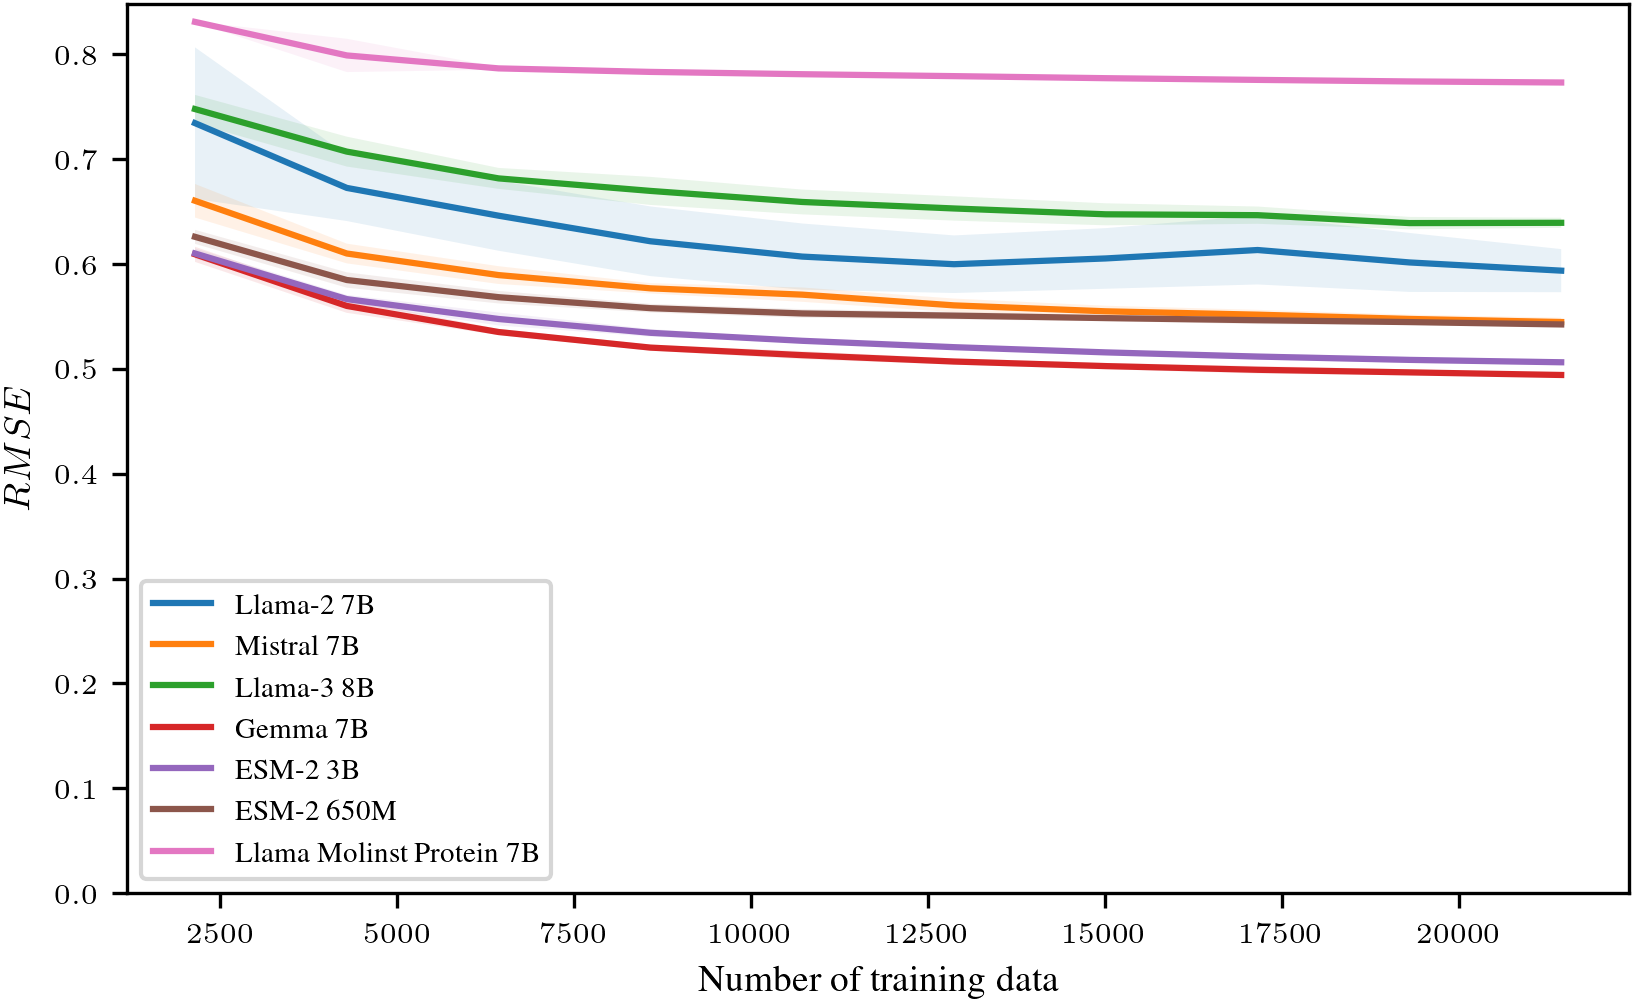 0.8
0.7
0.6
0.5
0.4
0.3
0.2
0.1
0.0
RMSE
Llama-2 7B
Mistral 7B
Llama-3 8B
Gemma 7B
ESM-2 3B
ESM-2 650M
Llama Molinst Protein 7B
2500 5000 7500 10000 12500 15000 17500 20000
Number of training data